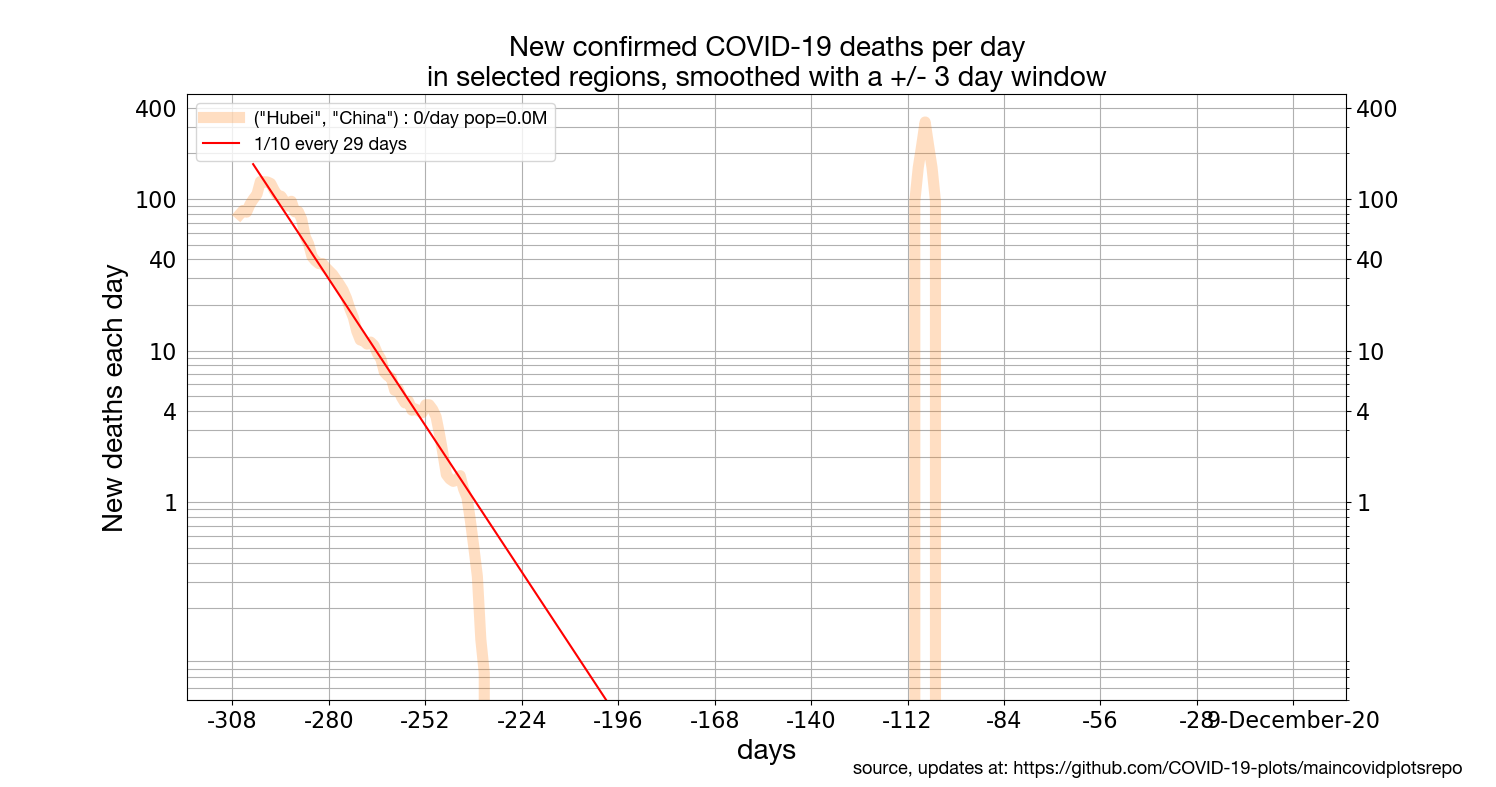 New confirmed COVID-19 deaths per day
in selected regions, smoothed with a +/- 3 day window
("Hubei", "China") : 0/day pop=0.0M
1/10 every 29 days
New deaths each day
400
100
40
10
4
1
400
100
40
10
4
1
-308 -280 -252 -224 -196 -168 -140 -112 -84 -56 -28 9-December-20
days
source, updates at: https://github.com/COVID-19-plots/maincovidplotsrepo